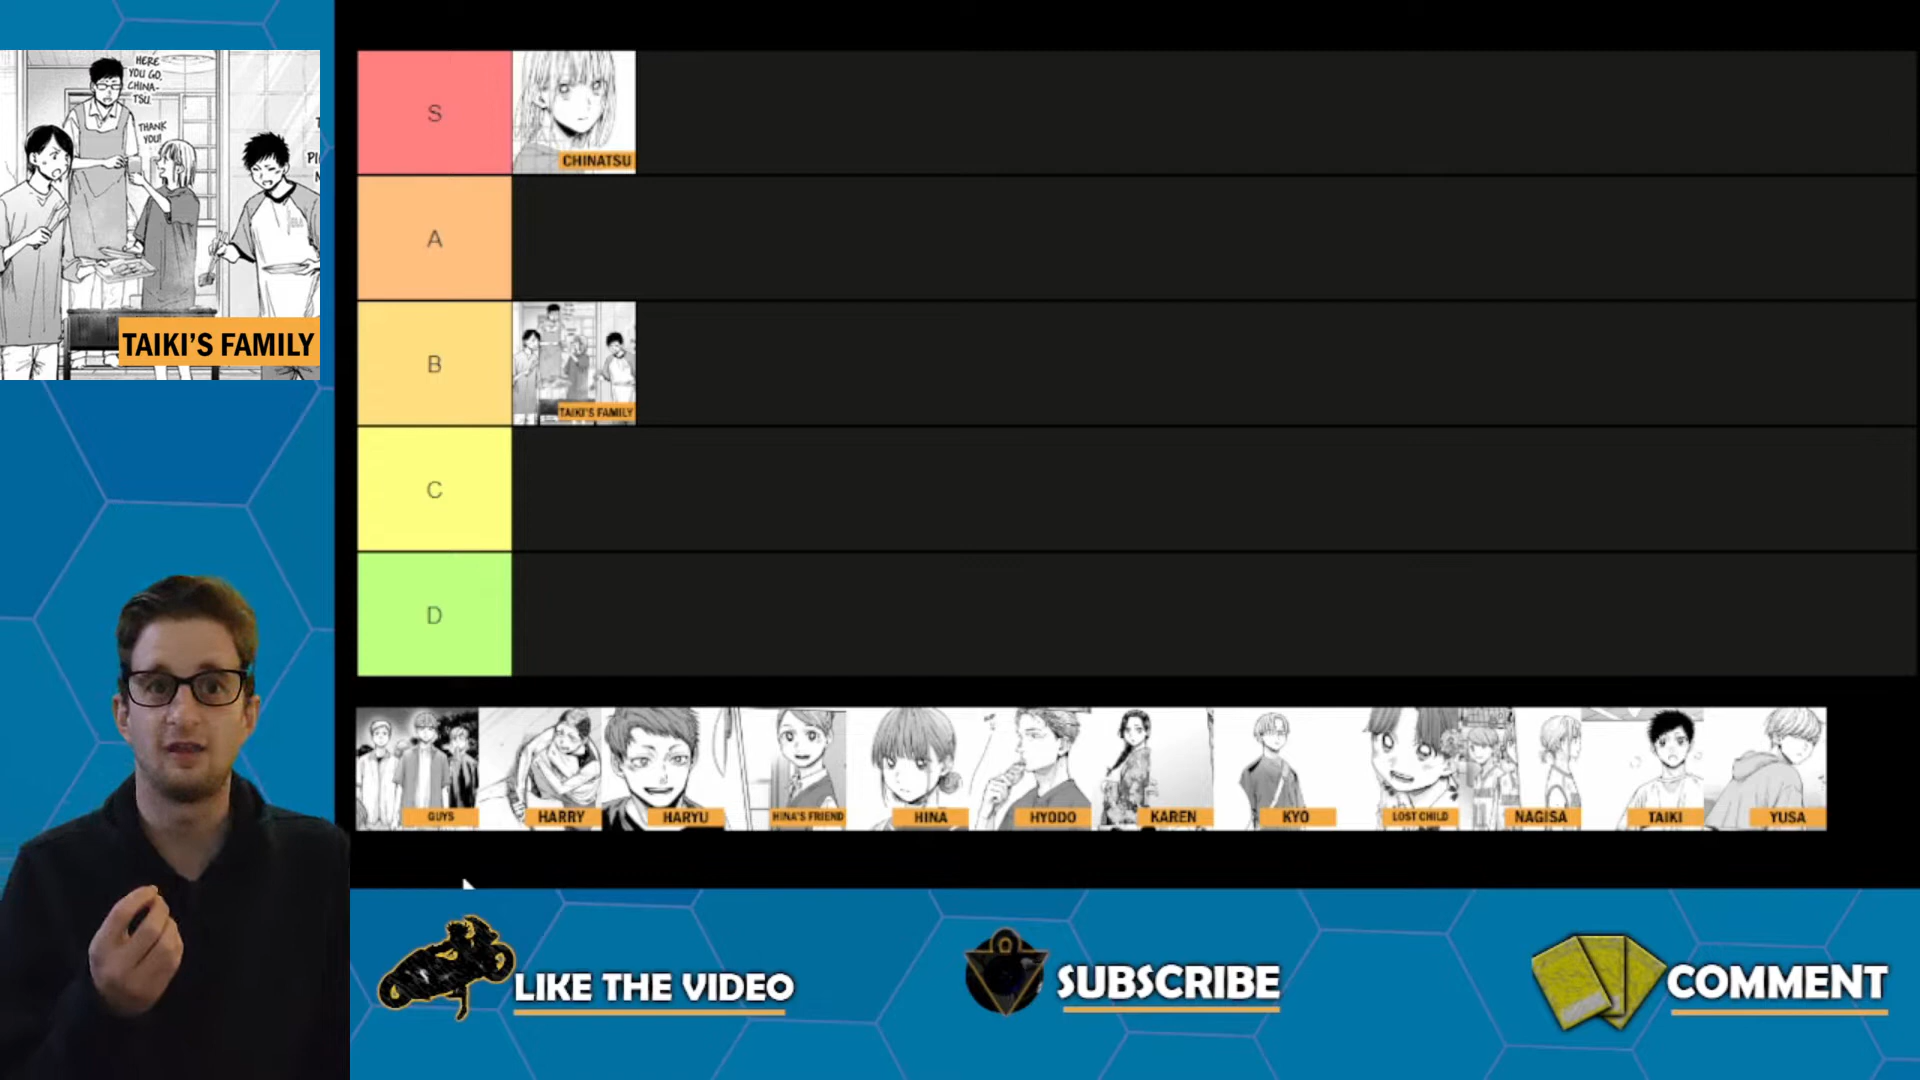 HERE
YOU GO,
CHINA-
TSU.
THANK
YOU!
TAIKI'S FAMILY
S
CHINATSU
A
B
TAIKI'S FAMILY
C
D
GUYS
HARRY
HARYU
HINA'S FRIEND
HINA
HYODO
KAREN
KYO
LOST CHILD
NAGISA
TAIKI
YUSA
LIKE THE VIDEO
SUBSCRIBE
COMMENT